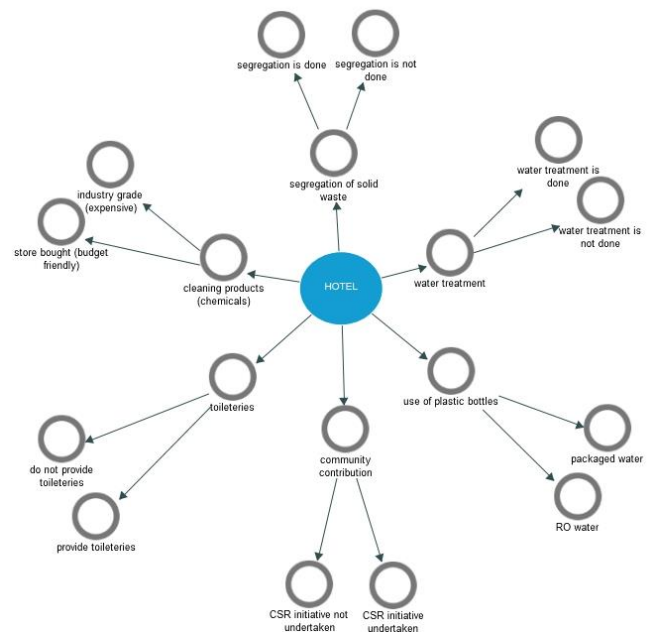 segregation is done
segregation is not
done
segregation of solid
waste
industry grade
(expensive)
store bought (budget
friendly)
cleaning products
(chemicals)
HOTEL
water treatment is
done
water treatment is
not done
water treatment
toileteries
do not provide
toileteries
provide toileteries
community
contribution
CSR initiative not
undertaken
CSR initiative
undertaken
use of plastic bottles
packaged water
RO water